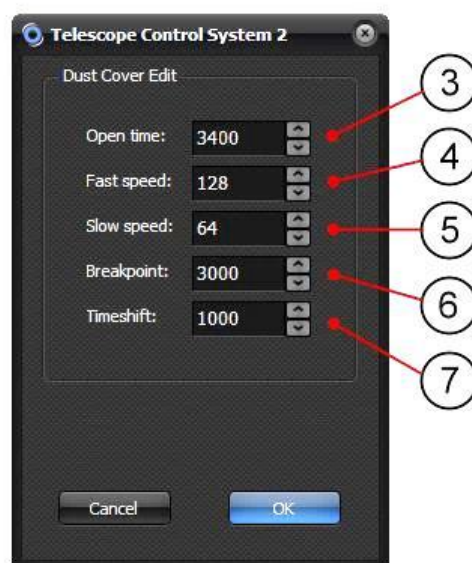 Telescope Control System 2
Dust Cover Edit
Open time: 3400
Fast speed: 128
Slow speed: 64
Breakpoint: 3000
Timeshift: 1000
3
4
5
6
7
Cancel OK